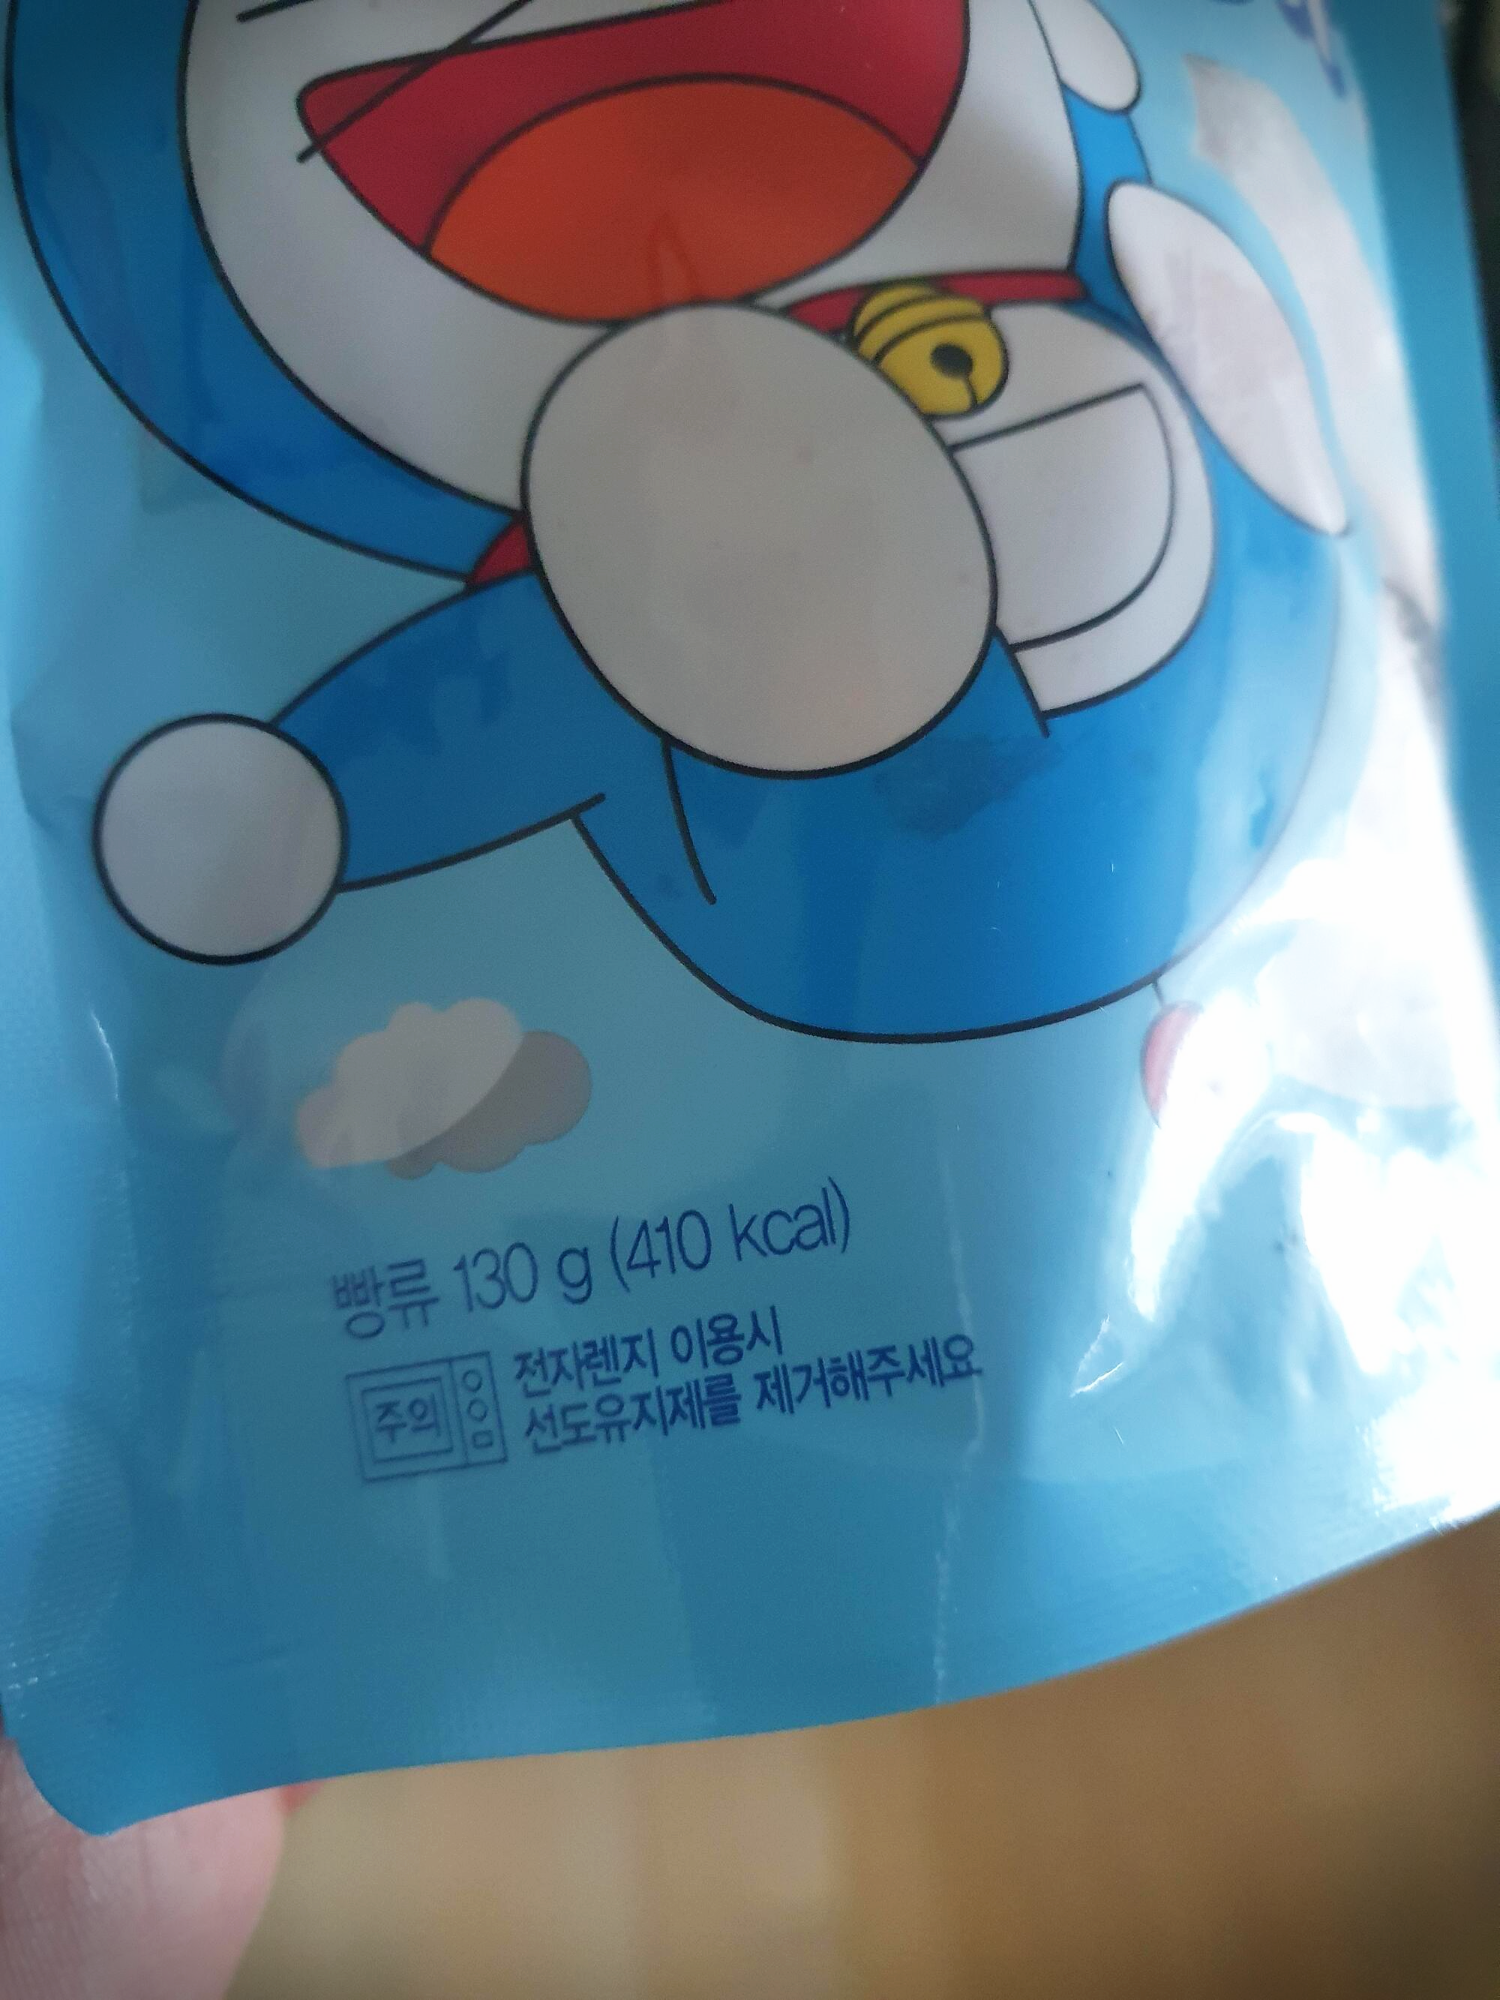 빵류 130 g (410 kcal)
주의
전자렌지 이용시
선도유지제를 제거해주세요